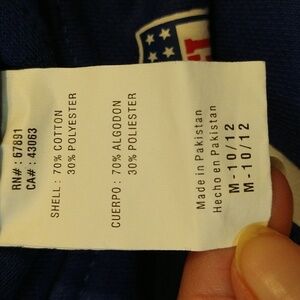 RN# : 67891
CA# : 43063
SHELL : 70% COTTON
30% POLYESTER
CUERPO : 70% ALGODON
30% POLIESTER
Made in Pakistan
Hecho en Pakistan
M - 10/12
M - 10/12